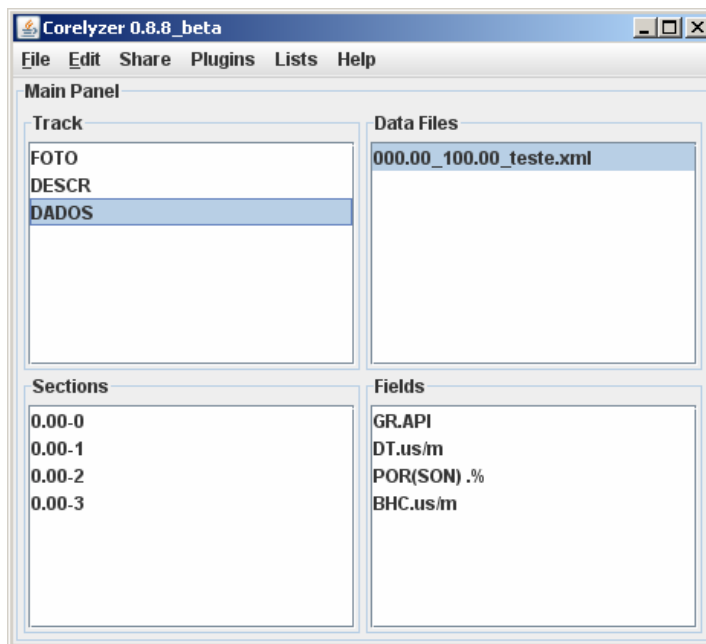 Corelyzer 0.8.8_beta
File Edit Share Plugins Lists Help
Main Panel
Track
FOTO
DESCR
DADOS
Data Files
000.00_100.00_teste.xml
Sections
0.00-0
0.00-1
0.00-2
0.00-3
Fields
GR.API
DT.us/m
POR(SON) .%
BHC.us/m